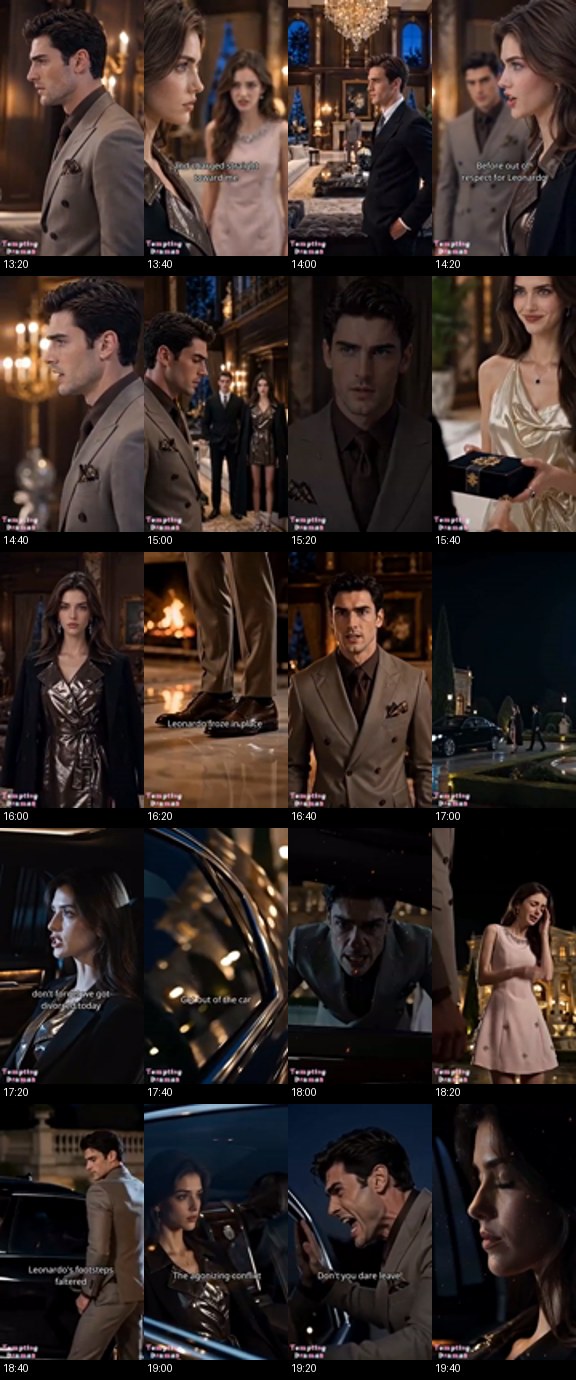 Tempting
Dramas
13:20
charged straight
toward me
Tempting
Dramas
13:40
Tempting
Dramas
14:00
Before out of
respect for Leonardo
Tempting
Dramas
14:20
Tempting
Dramas
14:40
Tempting
Dramas
15:00
Tempting
Dramas
15:20
Tempting
Dramas
15:40
Tempting
Dramas
16:00
Leonardo froze in place
Tempting
Dramas
16:20
Tempting
Dramas
16:40
Tempting
Dramas
17:00
don't forget we got
divorced today
Tempting
Dramas
17:20
Get out of the car
Tempting
Dramas
17:40
Tempting
Dramas
18:00
Tempting
Dramas
18:20
Leonardo's footsteps
faltered
Tempting
Dramas
18:40
The agonizing conflict
Tempting
Dramas
19:00
Don't you dare leave!
Tempting
Dramas
19:20
Tempting
Dramas
19:40